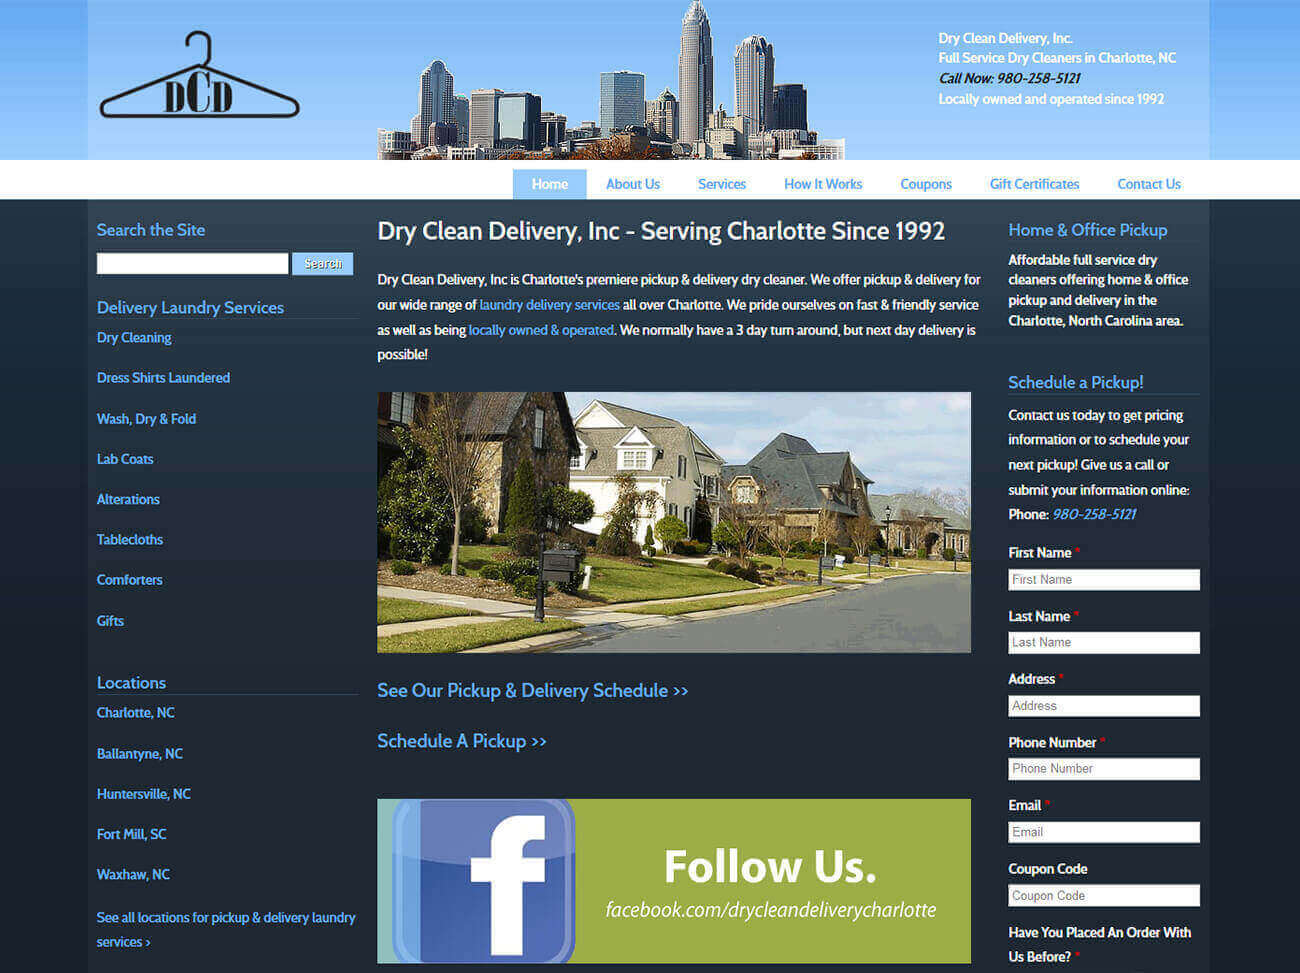 DCD
Dry Clean Delivery, Inc.
Full Service Dry Cleaners in Charlotte, NC
Call Now: 980-258-5121
Locally owned and operated since 1992
Home
About Us
Services
How It Works
Coupons
Gift Certificates
Contact Us
Search the Site
Search
Delivery Laundry Services
Dry Cleaning
Dress Shirts Laundered
Wash, Dry & Fold
Lab Coats
Alterations
Tablecloths
Comforters
Gifts
Locations
Charlotte, NC
Ballantyne, NC
Huntersville, NC
Fort Mill, SC
Waxhaw, NC
See all locations for pickup & delivery laundry
services ›
Dry Clean Delivery, Inc - Serving Charlotte Since 1992
Dry Clean Delivery, Inc is Charlotte's premiere pickup & delivery dry cleaner. We offer pickup & delivery for
our wide range of laundry delivery services all over Charlotte. We pride ourselves on fast & friendly service
as well as being locally owned & operated. We normally have a 3 day turn around, but next day delivery is
possible!
See Our Pickup & Delivery Schedule >>
Schedule A Pickup >>
f
Follow Us.
facebook.com/drycleandeliverycharlotte
Home & Office Pickup
Affordable full service dry
cleaners offering home & office
pickup and delivery in the
Charlotte, North Carolina area.
Schedule a Pickup!
Contact us today to get pricing
information or to schedule your
next pickup! Give us a call or
submit your information online:
Phone: 980-258-5121
First Name *
First Name
Last Name *
Last Name
Address *
Address
Phone Number *
Phone Number
Email *
Email
Coupon Code
Coupon Code
Have You Placed An Order With
Us Before? *